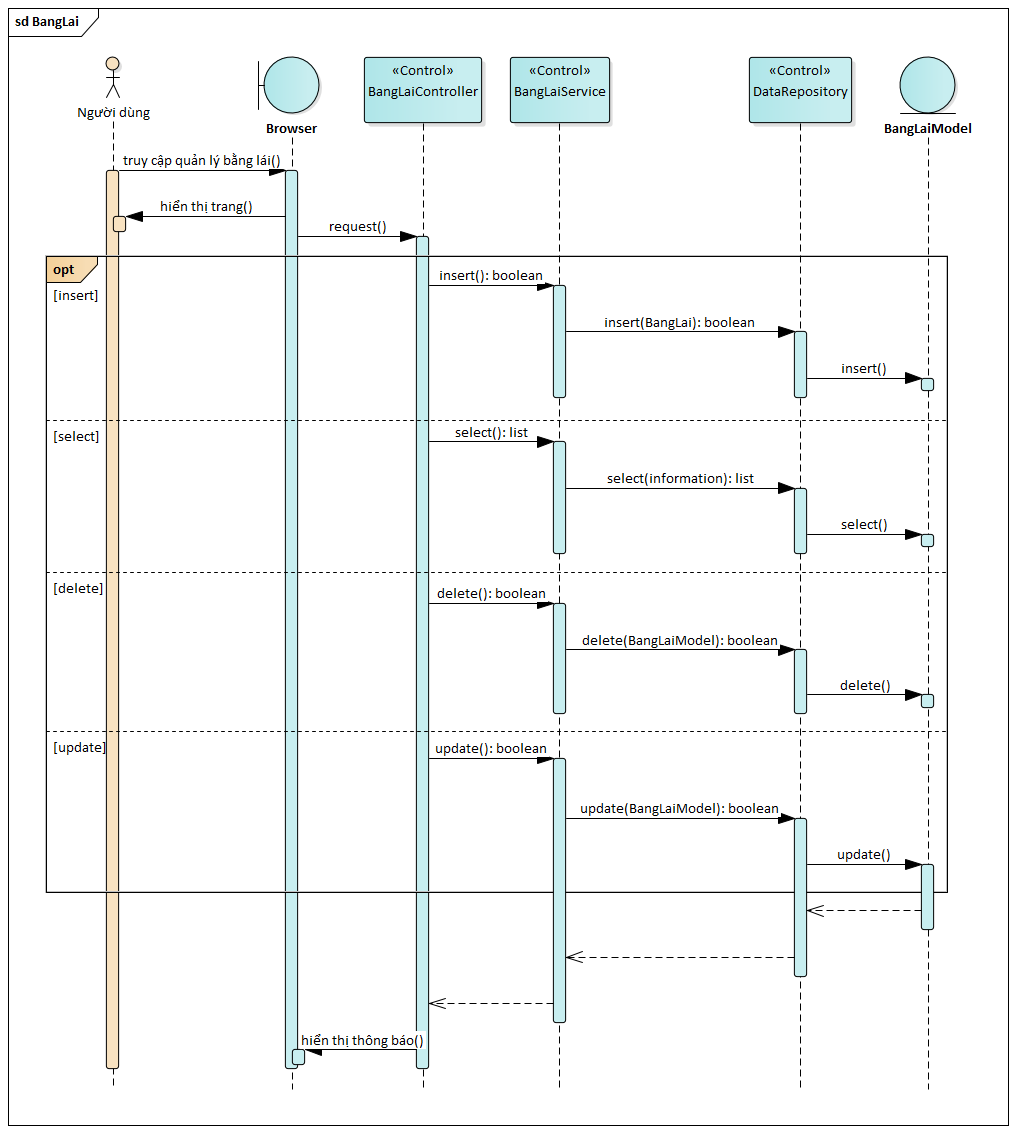 sd BangLai
«Control»
«Control»
«Control»
BangLaiController
BangLaiService
DataRepository
Người dùng
Browser
BangLaiModel
truy cập quản lý bằng lái()
hiển thị trang()
request()
opt
insert(): boolean
[insert]
insert(BangLai): boolean
insert()
[select]
select(): list
select(information): list
select()
[delete]
delete(): boolean
delete(BangLaiModel): boolean
delete()
[update]
update(): boolean
update(BangLaiModel): boolean
update()
hiển thị thông báo()